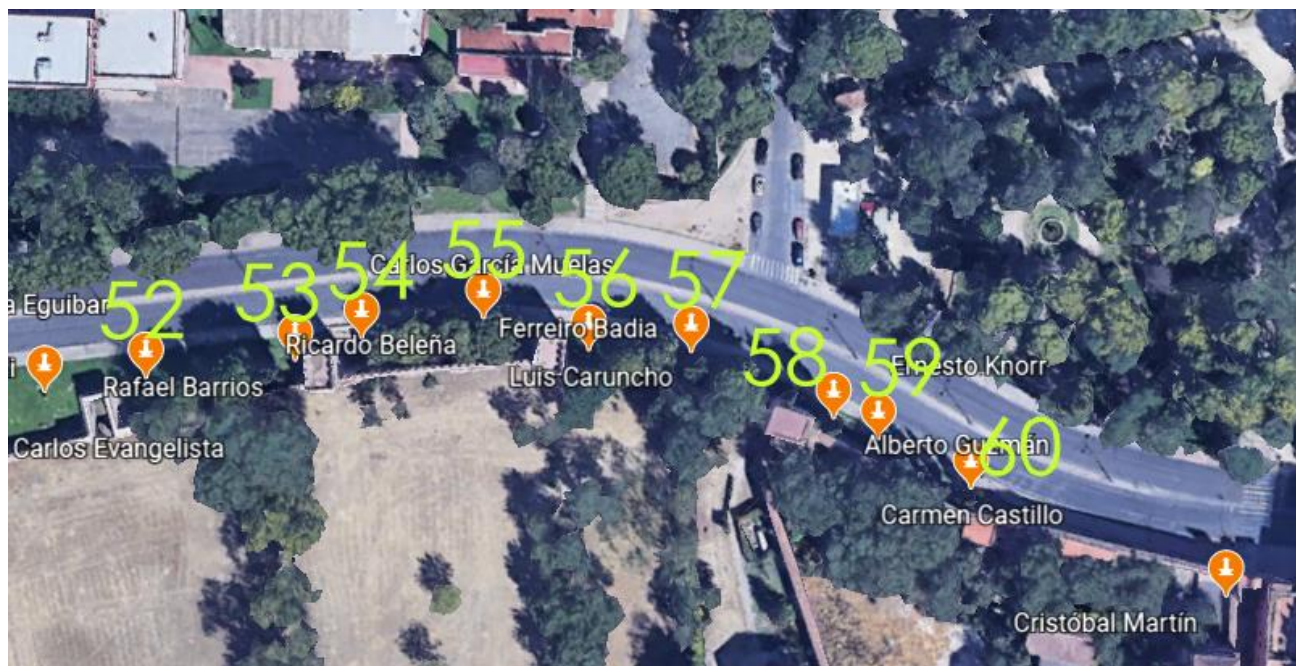 55
54
Carlos García Muelas
53
56
57
a Eguibar
52
Ferreiro Badia
Ricardo Beleña
58
59
Ernesto Knorr
i
Rafael Barrios
Luis Caruncho
Carlos Evangelista
Alberto Guzmán
60
Carmen Castillo
Cristóbal Martín